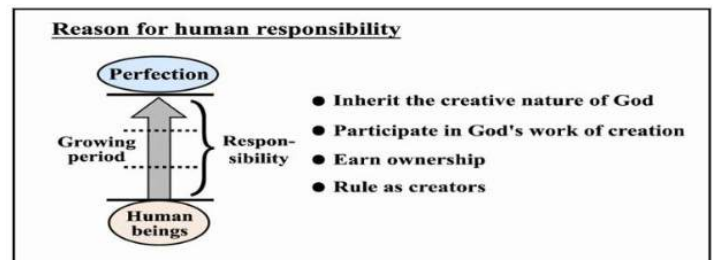 Reason for human responsibility
Perfection
Growing
period
Respon-
sibility
Human
beings
● Inherit the creative nature of God
● Participate in God's work of creation
● Earn ownership
● Rule as creators